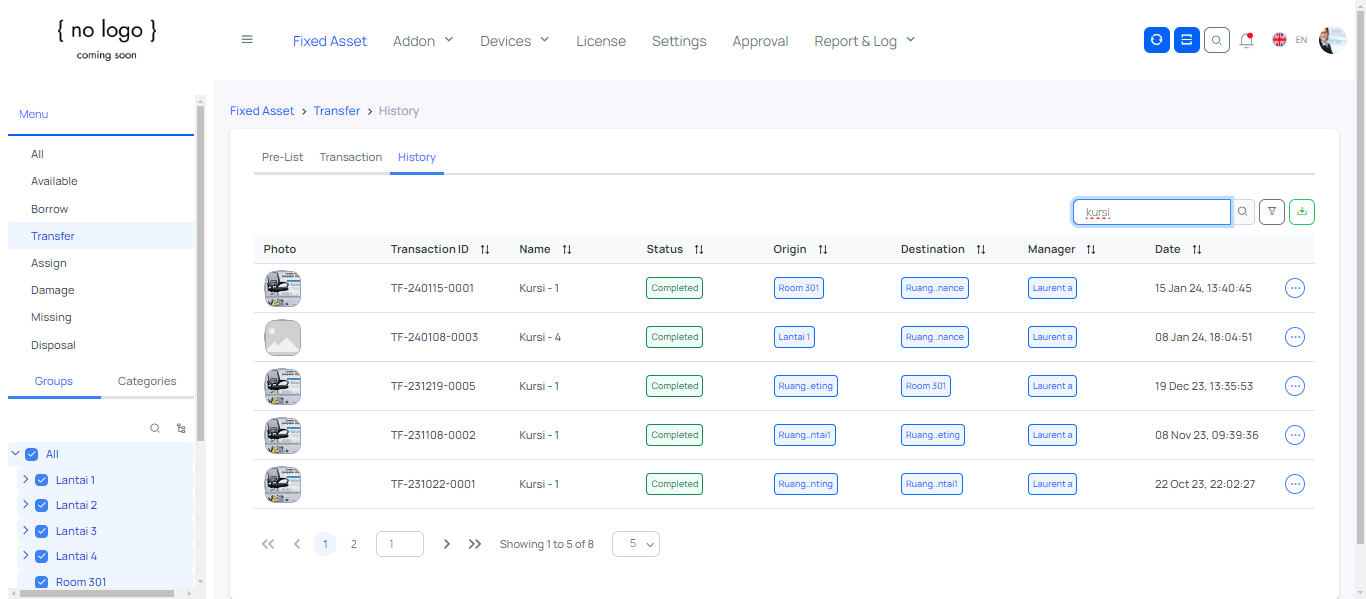 { no logo }
coming soon
Fixed Asset Addon Devices License Settings Approval Report & Log EN
Menu
All
Available
Borrow
Transfer
Assign
Damage
Missing
Disposal
Groups Categories
All
Lantai 1
Lantai 2
Lantai 3
Lantai 4
Room 301
Fixed Asset > Transfer > History
Pre-List Transaction History
kursi
Photo Transaction ID Name Status Origin Destination Manager Date
TF-240115-0001 Kursi - 1 Completed Room 301 Ruang..nance Laurent a 15 Jan 24, 13:40:45
TF-240108-0003 Kursi - 4 Completed Lantai 1 Ruang..nance Laurent a 08 Jan 24, 18:04:51
TF-231219-0005 Kursi - 1 Completed Ruang..eting Room 301 Laurent a 19 Dec 23, 13:35:53
TF-231108-0002 Kursi - 1 Completed Ruang..ntai1 Ruang..eting Laurent a 08 Nov 23, 09:39:36
TF-231022-0001 Kursi - 1 Completed Ruang..nting Ruang..ntai1 Laurent a 22 Oct 23, 22:02:27
1 2 1 Showing 1 to 5 of 8 5